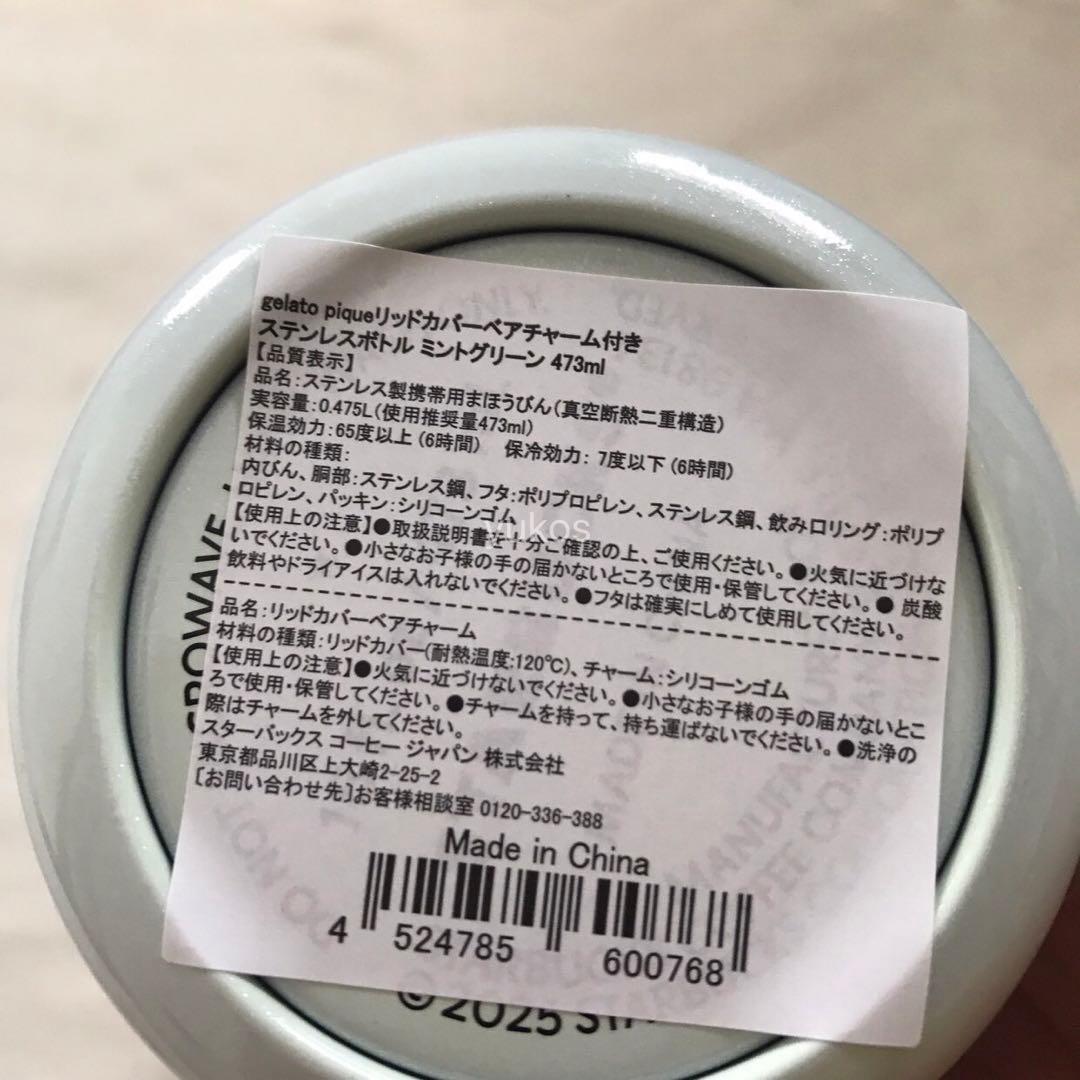 gelato piqueリッドカバーベアチャーム付き
ステンレスボトル ミントグリーン 473ml
【品質表示】
品名:ステンレス製携帯用まほうびん(真空断熱二重構造)
実容量:0.475L(使用推奨量473ml)
保温効力:65度以上 (6時間) 保冷効力: 7度以下 (6時間)
材料の種類:
内びん、胴部:ステンレス鋼、フタ:ポリプロピレン、ステンレス鋼、飲み口リング:ポリプ
ロピレン、パッキン:シリコーンゴム
【使用上の注意】●取扱説明書を十分ご確認の上、ご使用ください。●火気に近づけな
いでください。●小さなお子様の手の届かないところで使用・保管してください。● 炭酸
飲料やドライアイスは入れないでください。●フタは確実にしめて使用してください。
品名:リッドカバーベアチャーム
材料の種類:リッドカバー(耐熱温度:120℃)、チャーム:シリコーンゴム
【使用上の注意】●火気に近づけないでください。●小さなお子様の手の届かないとこ
ろで使用・保管してください。●チャームを持って、持ち運ばないでください。●洗浄の
際はチャームを外してください。
スターバックス コーヒー ジャパン 株式会社
東京都品川区上大崎2-25-2
[お問い合わせ先]お客様相談室 0120-336-388
Made in China
4 524785 600768
©2025
yukos